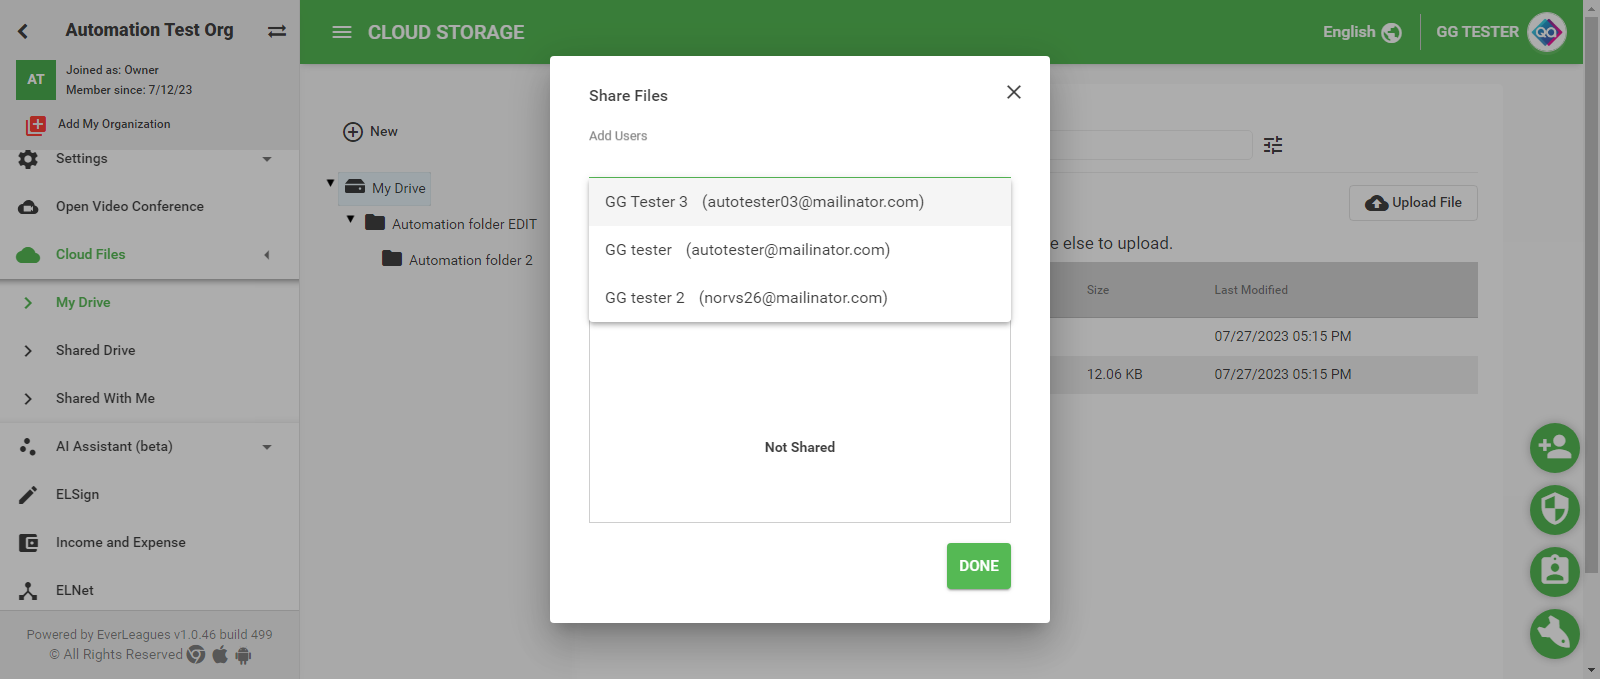 Automation Test Org
AT
Joined as: Owner
Member since: 7/12/23
Add My Organization
Settings
Open Video Conference
Cloud Files
My Drive
Shared Drive
Shared With Me
AI Assistant (beta)
ELSign
Income and Expense
ELNet
Powered by EverLeagues v1.0.46 build 499
© All Rights Reserved
CLOUD STORAGE
English
GG TESTER
QA
New
My Drive
Automation folder EDIT
Automation folder 2
Share Files
Add Users
GG Tester 3 (autotester03@mailinator.com)
GG tester (autotester@mailinator.com)
GG tester 2 (norvs26@mailinator.com)
Not Shared
DONE
Upload File
e else to upload.
Size Last Modified
07/27/2023 05:15 PM
12.06 KB 07/27/2023 05:15 PM